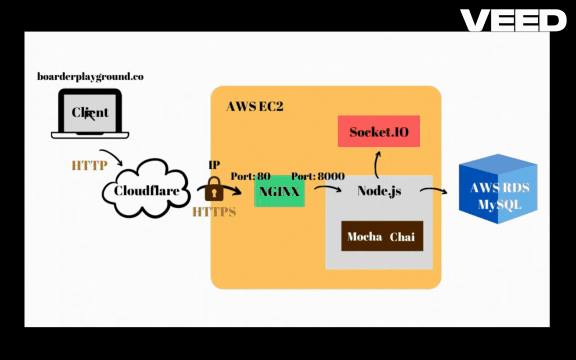 VEED
boarderplayground.co
Client
HTTP
Cloudflare
IP
HTTPS
AWS EC2
Port: 80
NGINX
Port: 8000
Socket.IO
Node.js
Mocha Chai
AWS RDS
MySQL